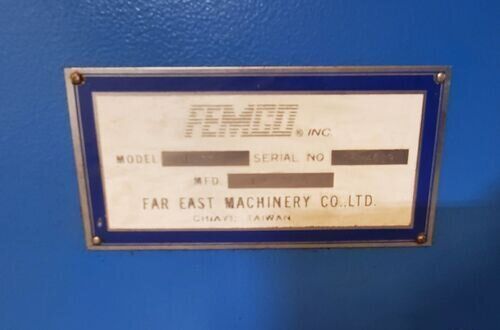 FEMCO ® INC.
MODEL SERIAL NO
MFD.
FAR EAST MACHINERY CO.,LTD.
CHIAYI, TAIWAN